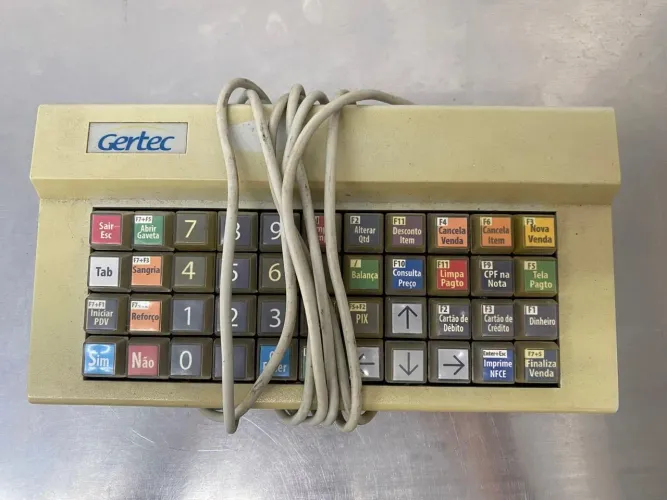 Gertec
Sair
Esc
F7+F5
Abrir
Gaveta
7
8
9
F2
Alterar
Qtd
F11
Desconto
Item
F4
Cancela
Venda
F6
Cancela
Item
F3
Nova
Venda
Tab
F7+F3
Sangria
4
5
6
/
Balança
F10
Consulta
Preço
F11
Limpa
Pagto
F9
CPF na
Nota
F5
Tela
Pagto
F7+F1
Iniciar
PDV
Reforço
1
2
3
PIX
↑
F2
Cartão de
Débito
F3
Cartão de
Crédito
F1
Dinheiro
Sim
Não
0
←
↓
→
Enter+Esc
Imprime
NFCE
F7+S
Finaliza
Venda